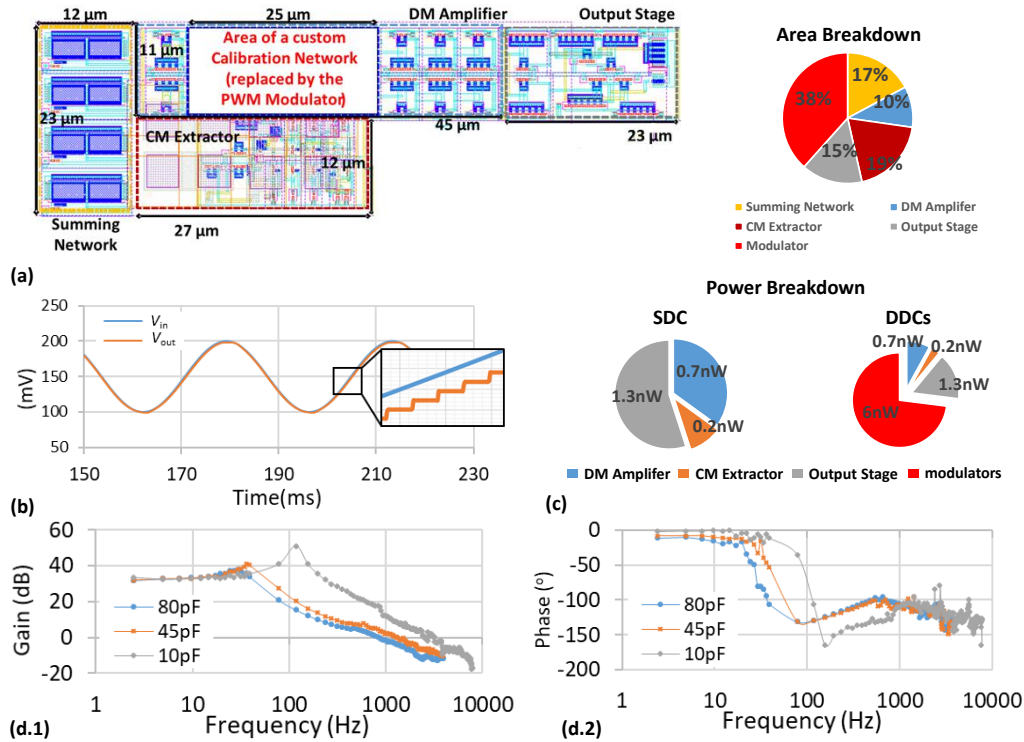 12 µm
25 µm
DM Amplifier
Output Stage
11 µm
Area of a custom
Calibration Network
(replaced by the
PWM Modulator)
23 µm
CM Extractor
45 µm
23 µm
12 µm
Summing
Network
27 µm
(a)
Area Breakdown
17%
10%
38%
15%
19%
Summing Network
DM Amplifer
CM Extractor
Output Stage
Modulator
250
200
150
100
50
(mV)
Vin
Vout
150
170
190
210
230
Time(ms)
(b)
Power Breakdown
SDC
DDCs
0.7nW
1.3nW
0.2nW
0.7nW
0.2nW
1.3nW
6nW
DM Amplifer
CM Extractor
Output Stage
modulators
(c)
60
40
20
0
-20
Gain (dB)
80pF
45pF
10pF
1
10
100
1000
10000
Frequency (Hz)
(d.1)
0
-50
-100
-150
-200
Phase (°)
80pF
45pF
10pF
1
10
100
1000
10000
Frequency (Hz)
(d.2)